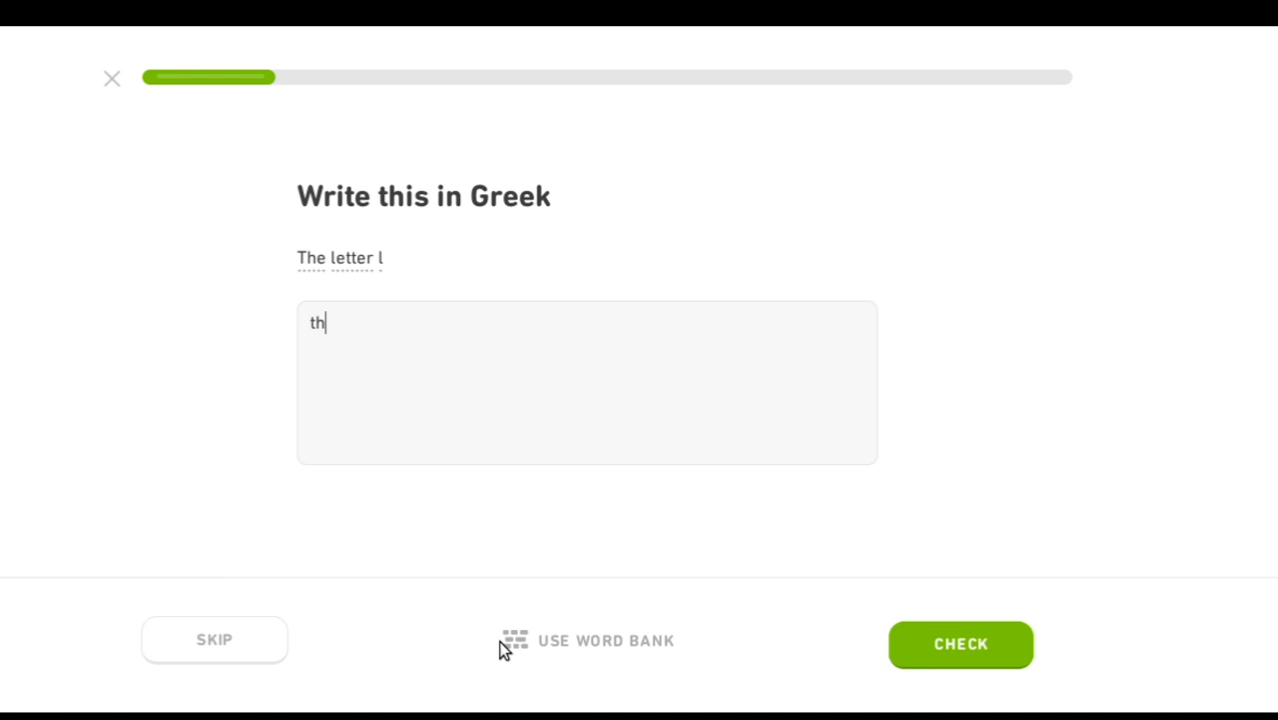 Write this in Greek
The letter l
th
SKIP
USE WORD BANK
CHECK